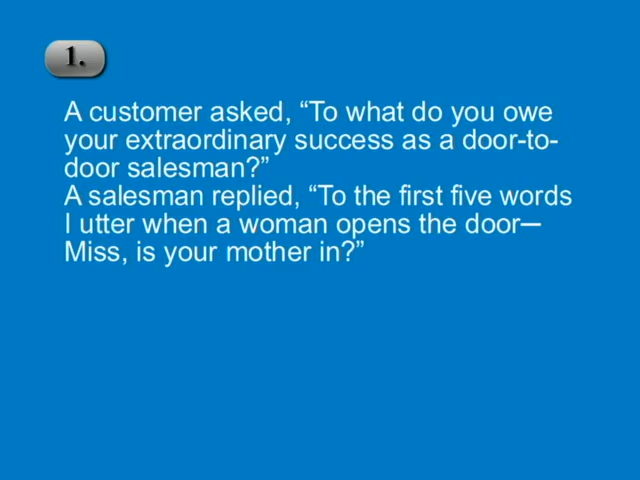 1.
A customer asked, “To what do you owe
your extraordinary success as a door-to-
door salesman?”
A salesman replied, “To the first five words
I utter when a woman opens the door—
Miss, is your mother in?”